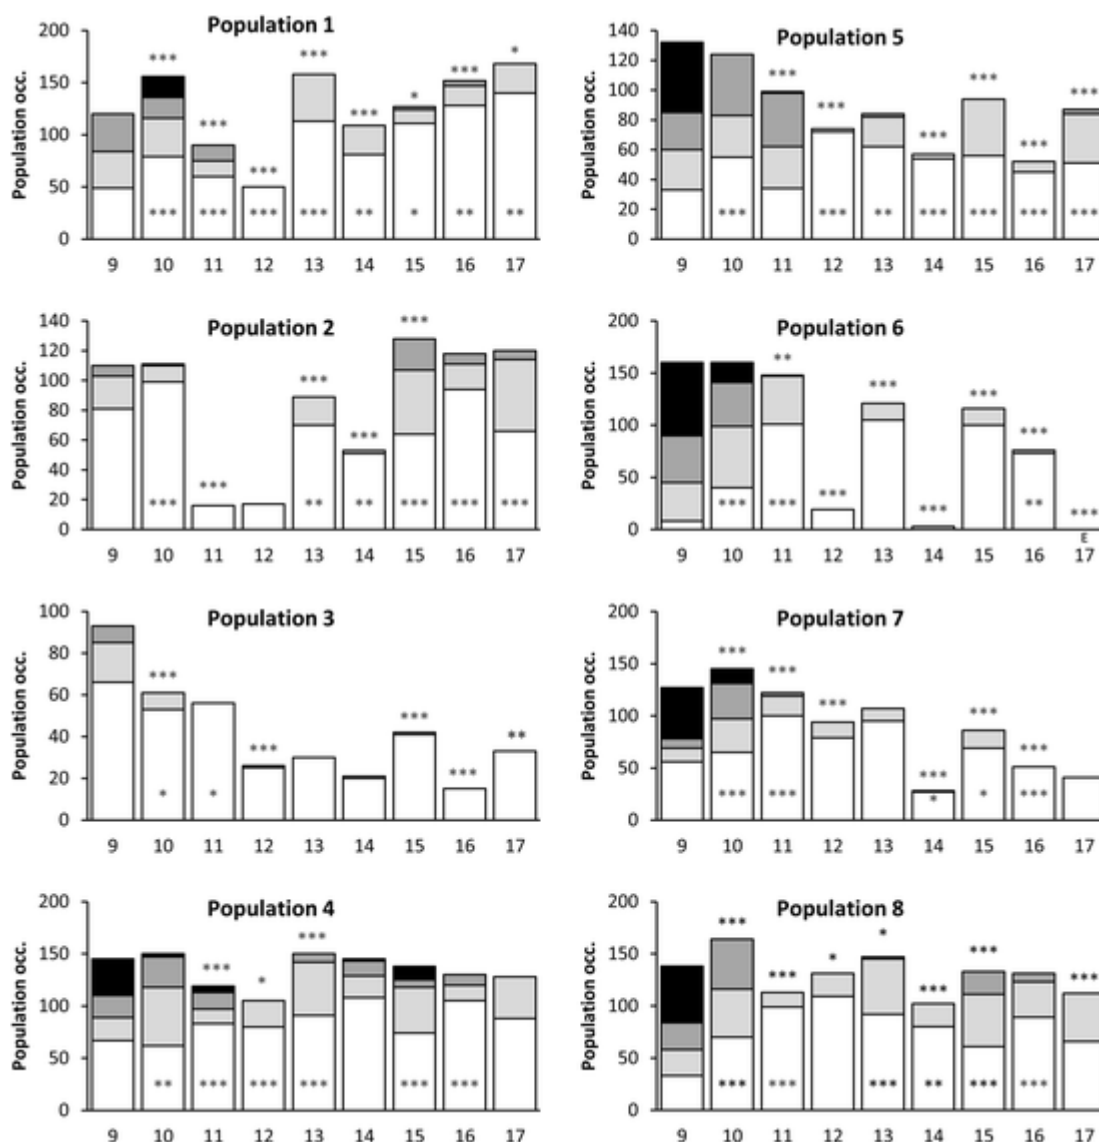 Population 1
Population occ.
200
150
100
50
0
*** *** *** *** *** * *** *
*** *** *** *** ** * ** **
9 10 11 12 13 14 15 16 17
Population 5
Population occ.
140
120
100
80
60
40
20
0
*** *** *** *** *** ***
*** *** ** *** *** *** ***
9 10 11 12 13 14 15 16 17
Population 2
Population occ.
140
120
100
80
60
40
20
0
*** *** *** ***
*** ** ** *** *** ***
9 10 11 12 13 14 15 16 17
Population 6
Population occ.
200
150
100
50
0
** *** *** *** *** *** ***
*** *** **
E
9 10 11 12 13 14 15 16 17
Population 3
Population occ.
100
80
60
40
20
0
*** *** *** *** **
* *
9 10 11 12 13 14 15 16 17
Population 7
Population occ.
200
150
100
50
0
*** *** *** *** *** ***
*** *** * * ***
9 10 11 12 13 14 15 16 17
Population 4
Population occ.
200
150
100
50
0
*** * ***
** *** *** *** *** ***
9 10 11 12 13 14 15 16 17
Population 8
Population occ.
200
150
100
50
0
*** *** * * *** *** ***
*** *** *** ** *** ***
9 10 11 12 13 14 15 16 17